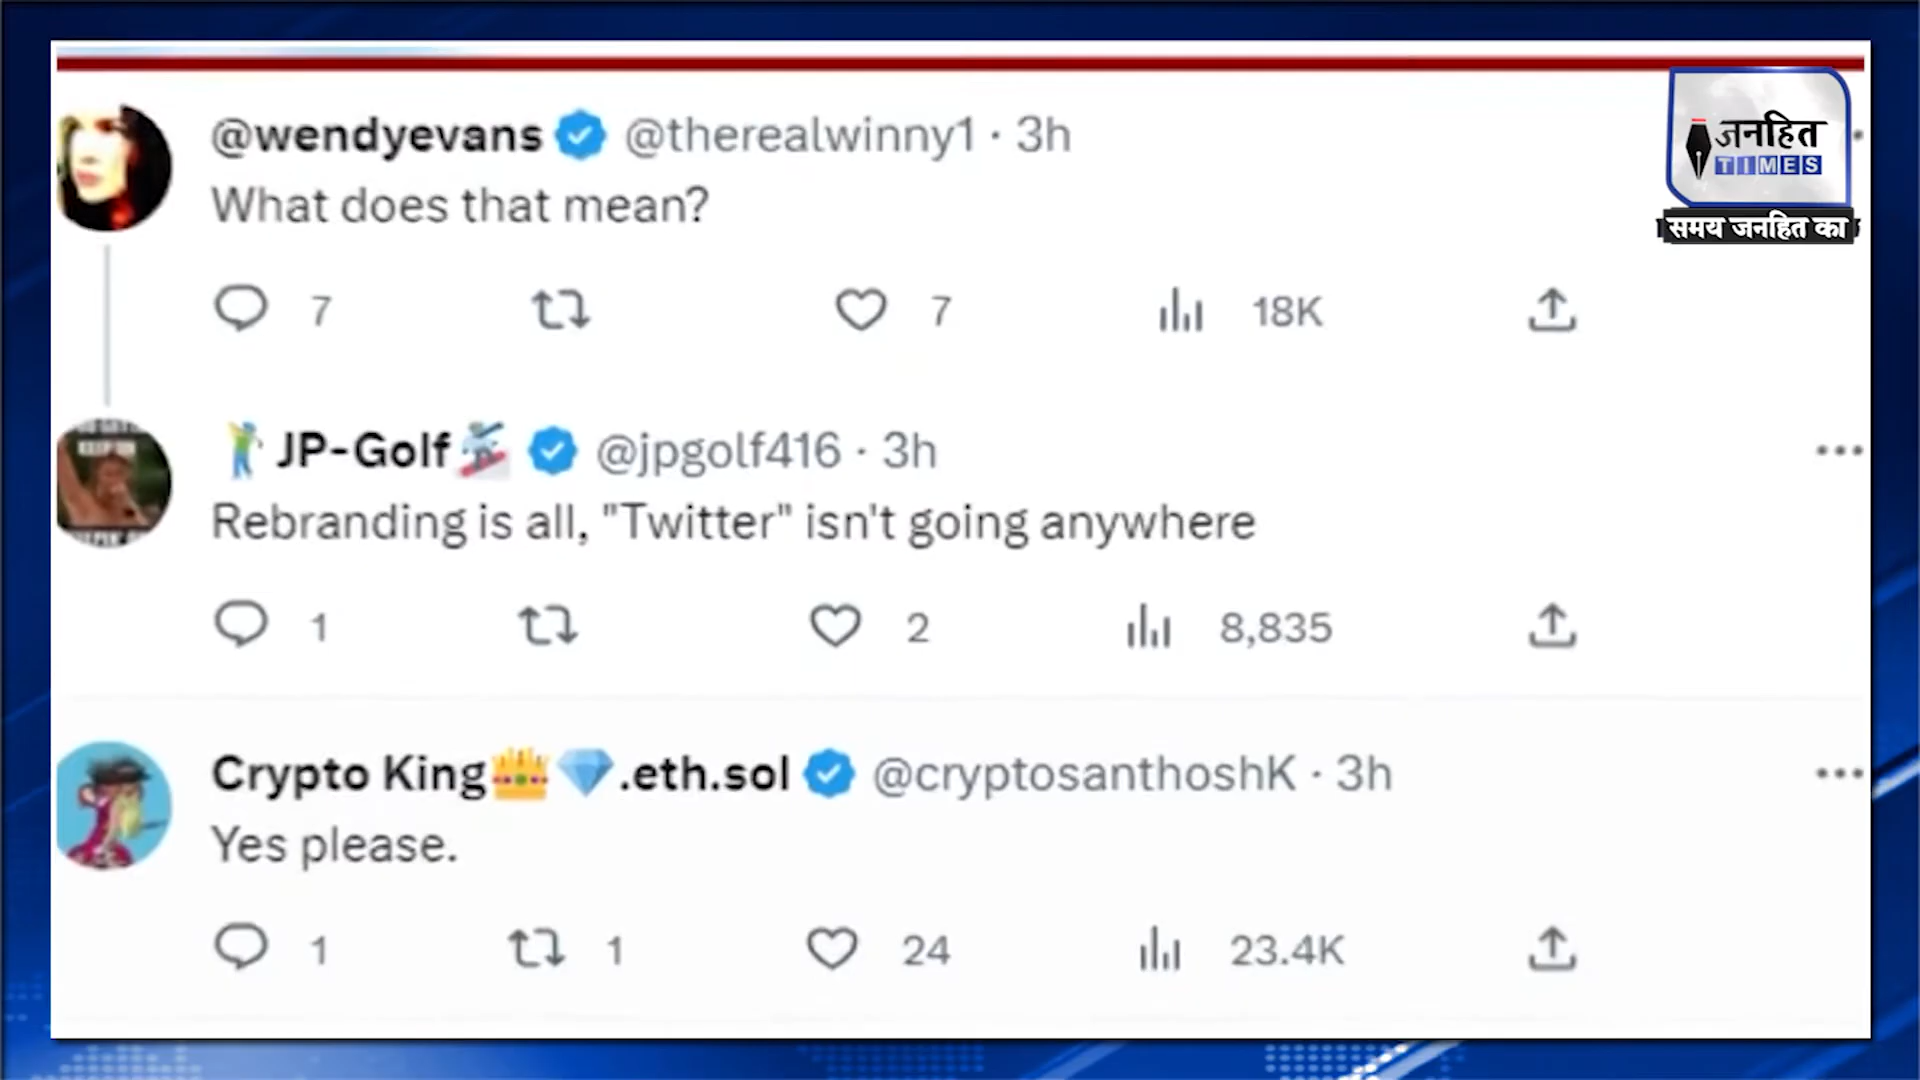 @wendyevans @therealwinny1 · 3h
What does that mean?
7 7 18K
JP-Golf @jpgolf416 · 3h
Rebranding is all, "Twitter" isn't going anywhere
1 2 8,835
Crypto King👑💎.eth.sol @cryptosanthoshK · 3h
Yes please.
1 1 24 23.4K
जनहित
TIMES
समय जनहित का